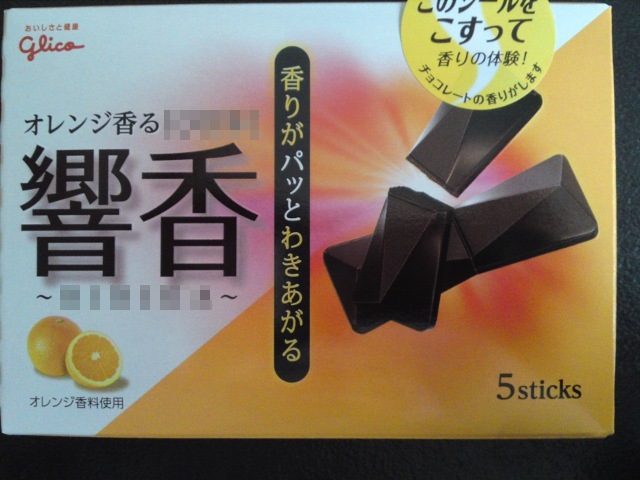 おいしさと健康
glico
オレンジ香る
響香
～ ～
オレンジ香料使用
香りがパッとわきあがる
このシールを
こすって
香りの体験!
チョコレートの香りがします
5sticks